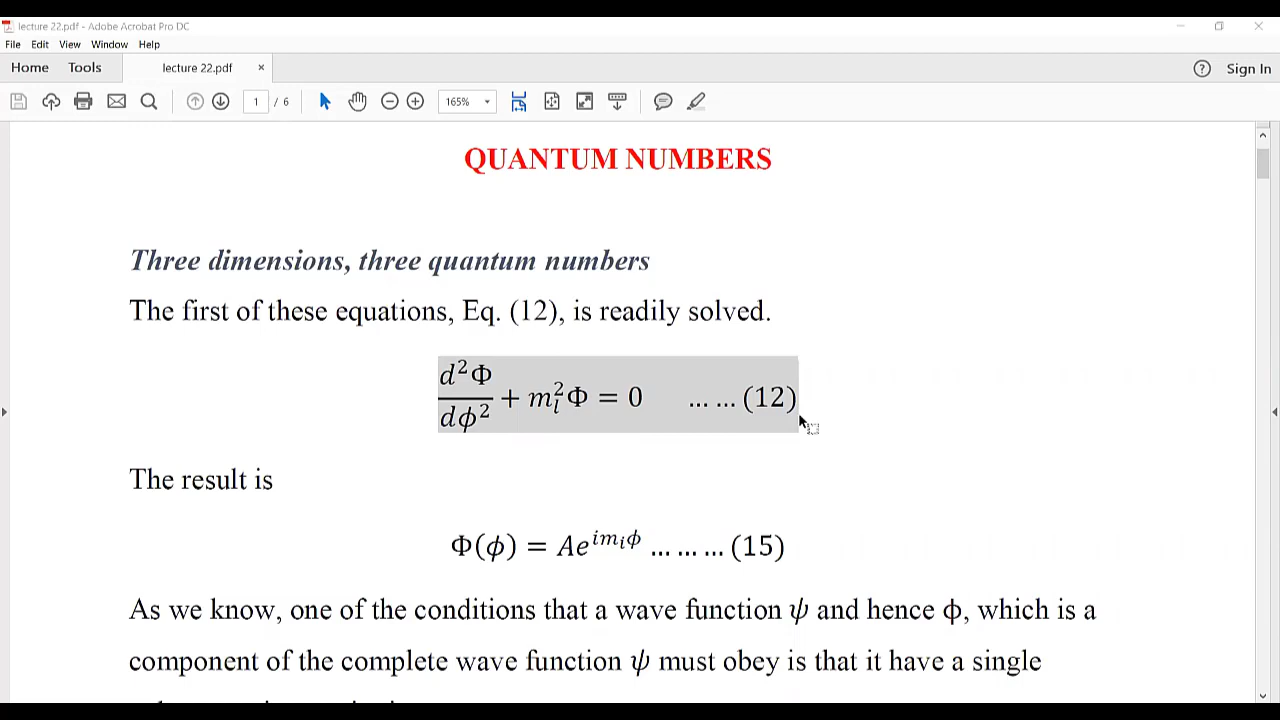 lecture 22.pdf - Adobe Acrobat Pro DC
File Edit View Window Help
Home Tools lecture 22.pdf × ? Sign In
1 / 6 165%
QUANTUM NUMBERS
Three dimensions, three quantum numbers
The first of these equations, Eq. (12), is readily solved.
d²Φ/dϕ² + m_l²Φ = 0 … … (12)
The result is
Φ(ϕ) = Ae^{im_iϕ} … … … (15)
As we know, one of the conditions that a wave function ψ and hence ϕ, which is a
component of the complete wave function ψ must obey is that it have a single